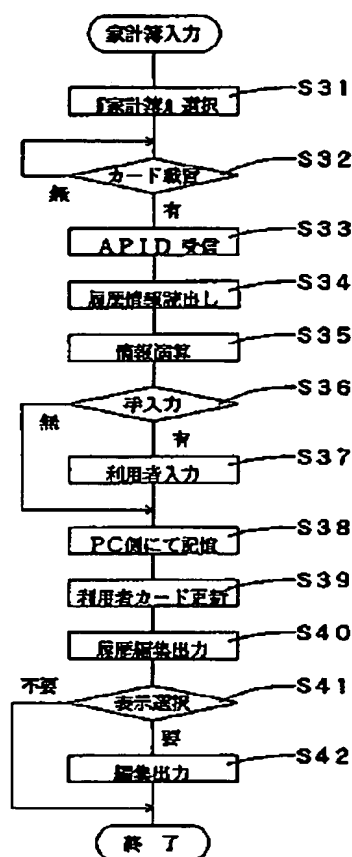 家計簿入力
『家計簿』選択
S31
カード載置
S32
無
有
APID 受信
S33
履歴情報読出し
S34
情報演算
S35
手入力
S36
無
有
利用者入力
S37
PC側にて記憶
S38
利用者カード更新
S39
履歴編集出力
S40
不要
表示選択
S41
要
編集出力
S42
終 了